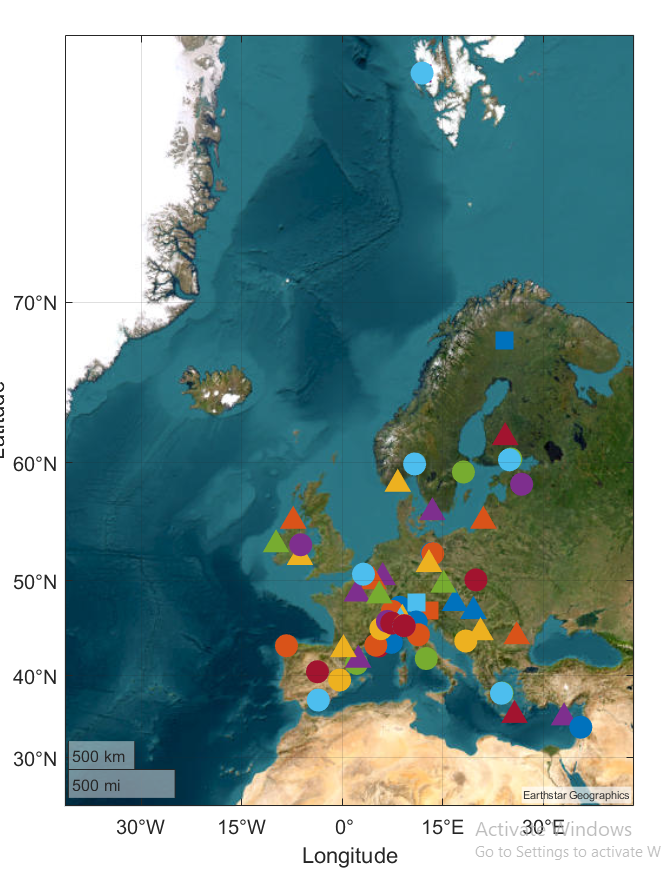 70°N
60°N
50°N
40°N
30°N
500 km
500 mi
Earthstar Geographics
30°W
15°W
0°
15°E
30°E
Longitude
Latitude
Activate Windows
Go to Settings to activate W